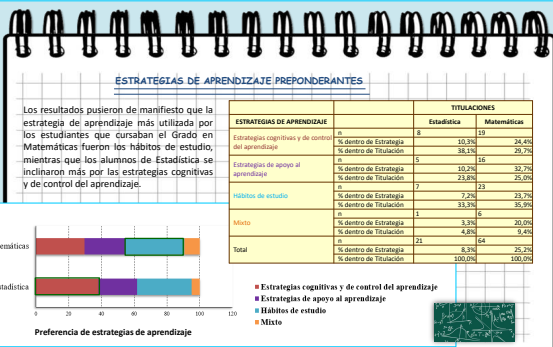 ESTRATEGIAS DE APRENDIZAJE PREPONDERANTES
Los resultados pusieron de manifiesto que la
estrategia de aprendizaje más utilizada por
los estudiantes que cursaban el Grado en
Matemáticas fueron los hábitos de estudio,
mientras que los alumnos de Estadística se
inclinaron más por las estrategias cognitivas
y de control del aprendizaje.
TITULACIONES
ESTRATEGIAS DE APRENDIZAJE Estadística Matemáticas
Estrategias cognitivas y de control del aprendizaje
n 8 19
% dentro de Estrategia 10,3% 24,4%
% dentro de Titulación 38,1% 29,7%
Estrategias de apoyo al aprendizaje
n 5 16
% dentro de Estrategia 10,2% 32,7%
% dentro de Titulación 23,8% 25,0%
Hábitos de estudio
n 7 23
% dentro de Estrategia 7,2% 23,7%
% dentro de Titulación 33,3% 35,9%
Mixto
n 1 6
% dentro de Estrategia 3,3% 20,0%
% dentro de Titulación 4,8% 9,4%
Total
n 21 64
% dentro de Estrategia 8,3% 25,2%
% dentro de Titulación 100,0% 100,0%
emáticas
tadística
0 20 40 60 80 100 120
Preferencia de estrategias de aprendizaje
Estrategias cognitivas y de control del aprendizaje
Estrategias de apoyo al aprendizaje
Hábitos de estudio
Mixto